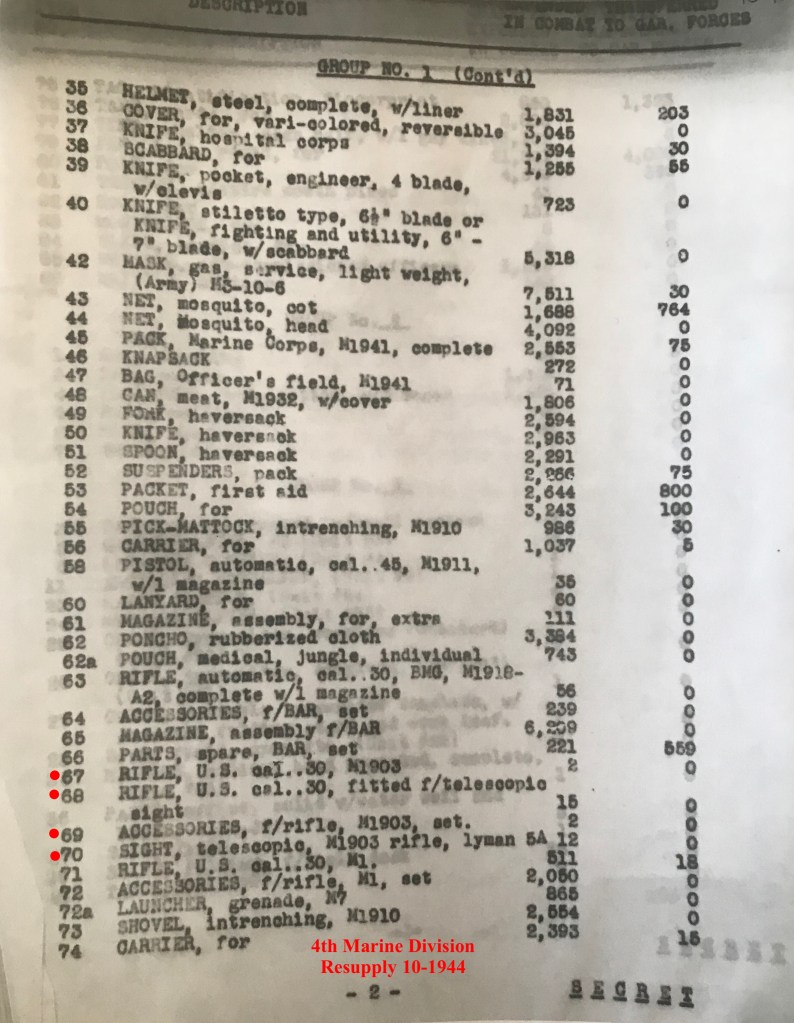 DESCRIPTION
IN COMBAT TO GAR. FORCES
GROUP NO. 1 (Cont'd)
35 HELMET, steel, complete, w/liner 1,831 203
36 COVER, for, vari-colored, reversible 3,045 0
37 KNIFE, hospital corps 1,394 30
38 SCABBARD, for 1,255 55
39 KNIFE, pocket, engineer, 4 blade,
w/clevis 723 0
40 KNIFE, stiletto type, 6½" blade or
KNIFE, fighting and utility, 6" -
7" blade, w/scabbard 5,318 0
42 MASK, gas, service, light weight,
(Army) M3-10-6 7,511 30
43 NET, mosquito, cot 1,688 764
44 NET, Mosquito, head 4,092 0
45 PACK, Marine Corps, M1941, complete 2,553 75
46 KNAPSACK 272 0
47 BAG, Officer's field, M1941 71 0
48 CAN, meat, M1932, w/cover 1,806 0
49 FORK, haversack 2,594 0
50 KNIFE, haversack 2,963 0
51 SPOON, haversack 2,291 0
52 SUSPENDERS, pack 2,266 75
53 PACKET, first aid 2,644 800
54 POUCH, for 3,243 100
55 PICK-MATTOCK, intrenching, M1910 986 30
56 CARRIER, for 1,037 5
58 PISTOL, automatic, cal..45, M1911,
w/1 magazine 35 0
60 LANYARD, for 60 0
61 MAGAZINE, assembly, for, extra 111 0
62 PONCHO, rubberized cloth 3,384 0
62a POUCH, medical, jungle, individual 743 0
63 RIFLE, automatic, cal..30, BMG, M1918-
A2, complete w/1 magazine 56 0
64 ACCESSORIES, f/BAR, set 239 0
65 MAGAZINE, assembly f/BAR 6,209 0
66 PARTS, spare, BAR, set 221 559
67 RIFLE, U.S. cal..30, M1903 2 0
68 RIFLE, U.S. cal..30, fitted f/telescopic
sight 15 0
69 ACCESSORIES, f/rifle, M1903, set. 2 0
70 SIGHT, telescopic, M1903 rifle, lyman 5A 12 0
71 RIFLE, U.S. cal..30, M1. 511 18
72 ACCESSORIES, f/rifle, M1, set 2,050 0
72a LAUNCHER, grenade, M7 865 0
73 SHOVEL, intrenching, M1910 2,554 0
74 CARRIER, for 2,393 15
4th Marine Division
Resupply 10-1944
- 2 -
SECRET